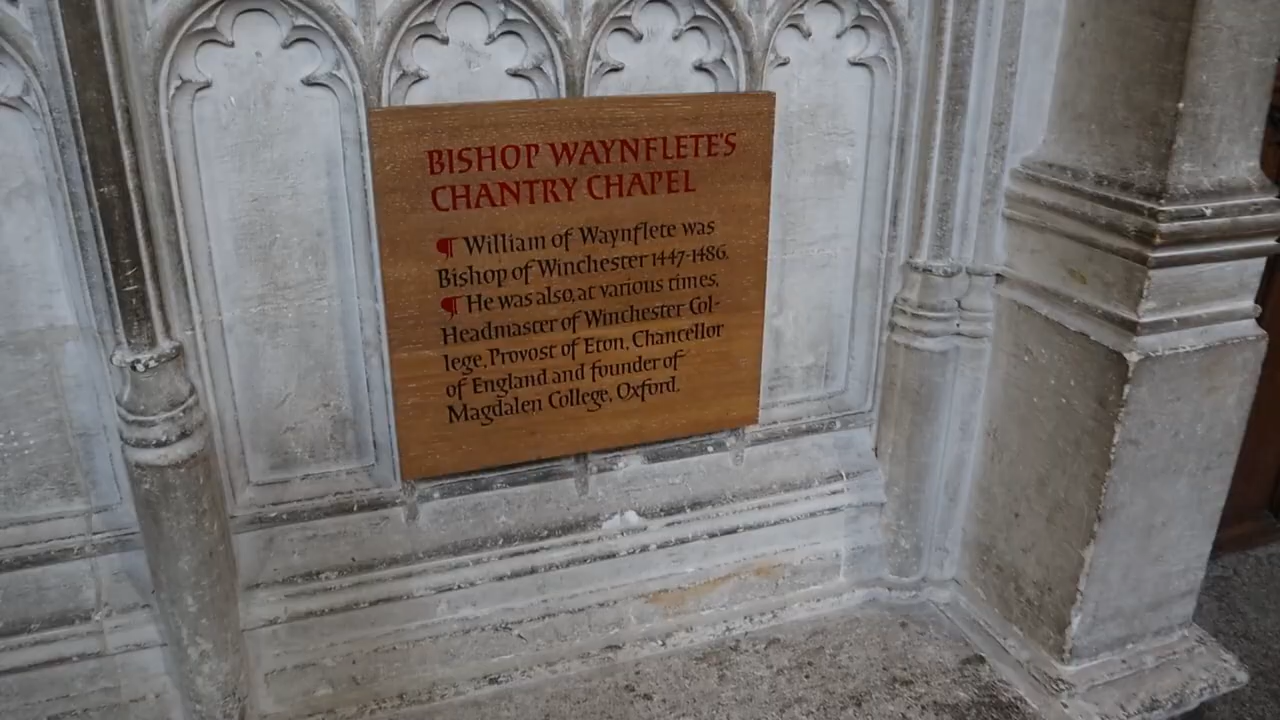 BISHOP WAYNFLETE'S
CHANTRY CHAPEL
¶ William of Waynflete was
Bishop of Winchester 1447-1486.
¶ He was also, at various times,
Headmaster of Winchester Col-
lege, Provost of Eton, Chancellor
of England and founder of
Magdalen College, Oxford.